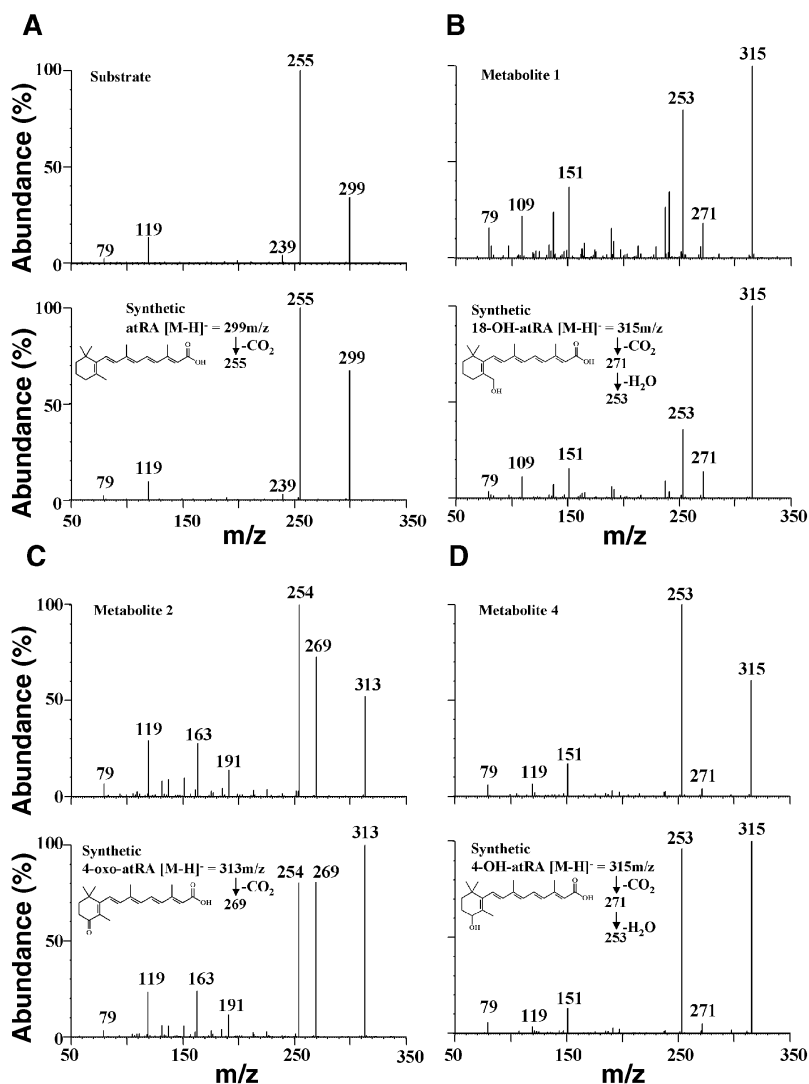 A
Substrate
Abundance (%)
100
50
0
255
299
119
79
239
Synthetic
atRA [M-H]- = 299m/z
-CO2
255
O
OH
Abundance (%)
100
50
0
255
299
119
79
239
50
150
250
350
m/z
B
Metabolite 1
315
253
151
109
79
271
Synthetic
18-OH-atRA [M-H]- = 315m/z
-CO2
271
-H2O
253
O
OH
OH
315
253
151
109
79
271
50
150
250
350
m/z
C
Metabolite 2
Abundance (%)
100
50
0
254
269
313
119
163
191
79
Synthetic
4-oxo-atRA [M-H]- = 313m/z
-CO2
269
O
OH
O
Abundance (%)
100
50
0
313
254
269
119
163
191
79
50
150
250
350
m/z
D
Metabolite 4
253
315
151
79
119
271
Synthetic
4-OH-atRA [M-H]- = 315m/z
-CO2
271
-H2O
253
O
OH
OH
315
253
151
79
119
271
50
150
250
350
m/z